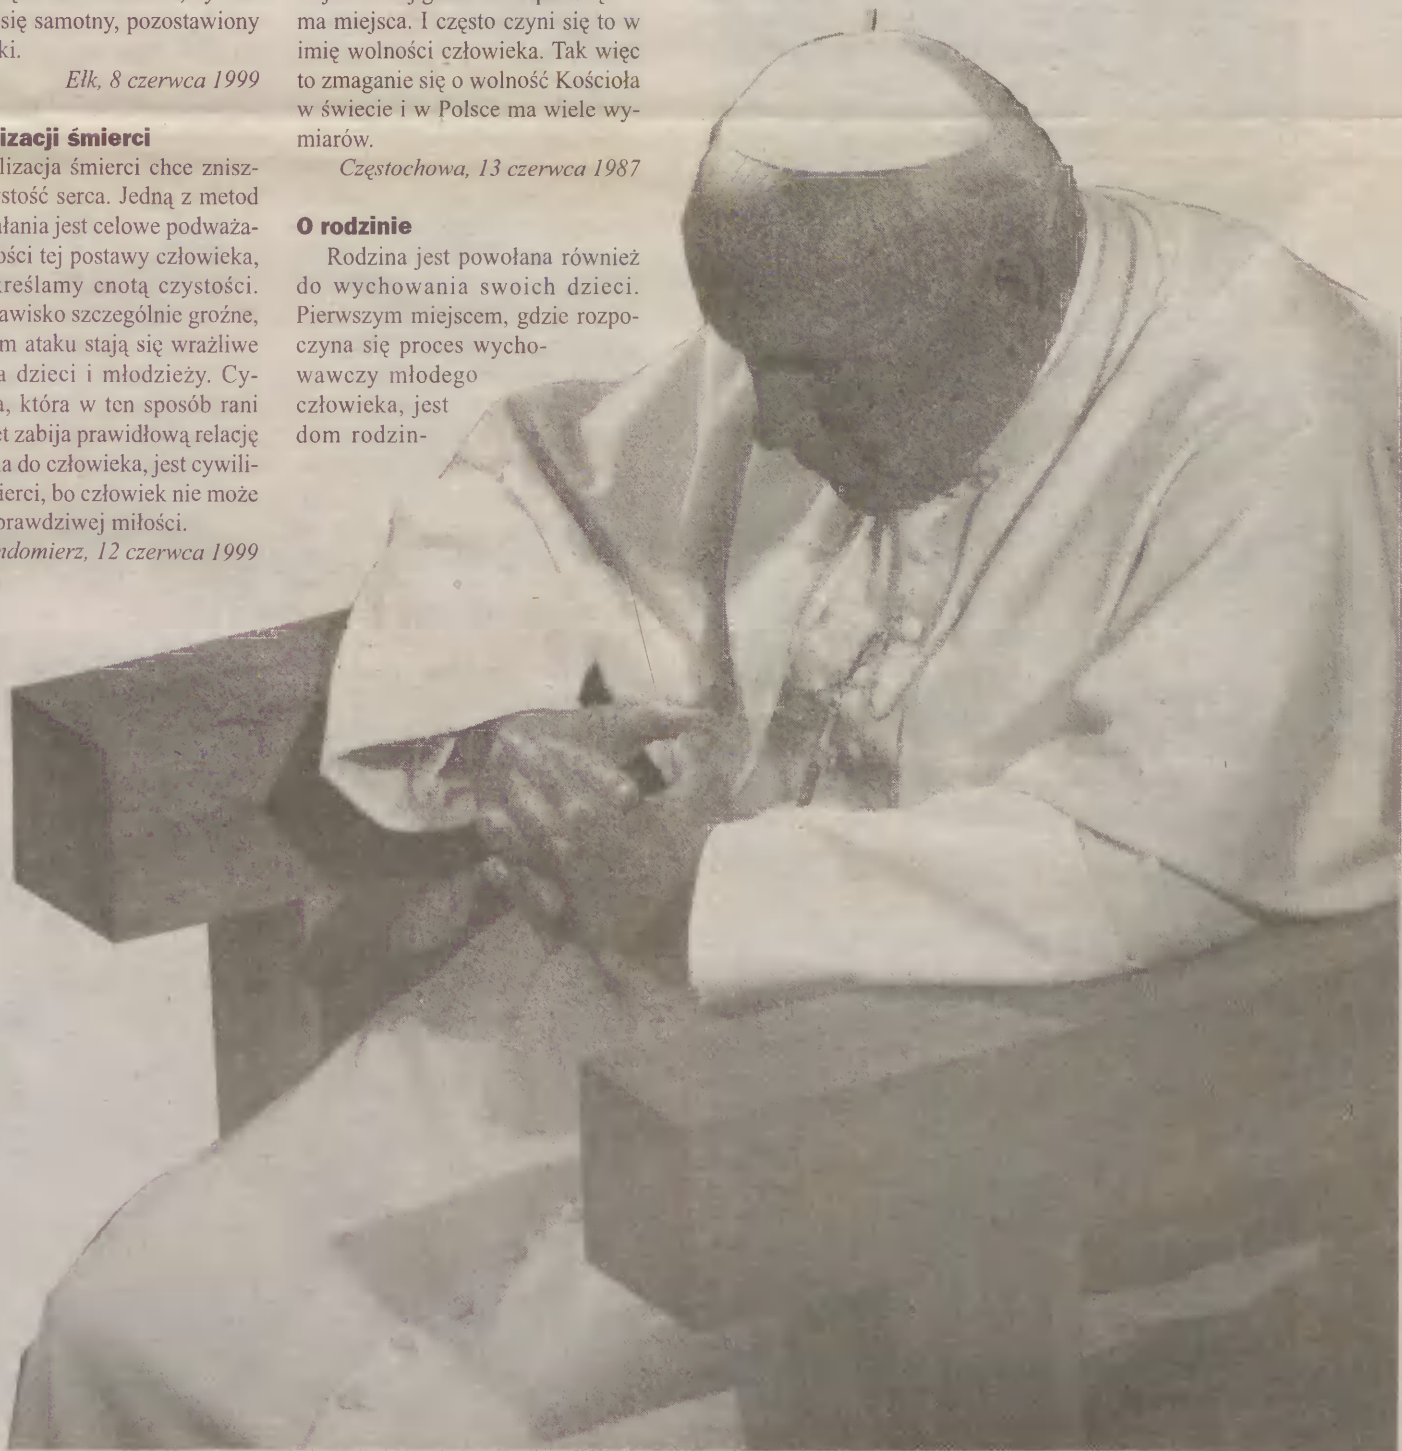 się samotny, pozostawiony
ki.
Ełk, 8 czerwca 1999
izacji śmierci
lizacja śmierci chce znisz-
stość serca. Jedną z metod
łania jest celowe podważa-
ości tej postawy człowieka,
reślamy cnotą czystości.
awisko szczególnie groźne,
m ataku stają się wrażliwe
a dzieci i młodzieży. Cy-
a, która w ten sposób rani
et zabija prawidłową relację
a do człowieka, jest cywili-
ierci, bo człowiek nie może
prawdziwej miłości.
ndomierz, 12 czerwca 1999
ma miejsca. I często czyni się to w
imię wolności człowieka. Tak więc
to zmaganie się o wolność Kościoła
w świecie i w Polsce ma wiele wy-
miarów.
Częstochowa, 13 czerwca 1987
O rodzinie
Rodzina jest powołana również
do wychowania swoich dzieci.
Pierwszym miejscem, gdzie rozpo-
czyna się proces wycho-
wawczy młodego
człowieka, jest
dom rodzin-